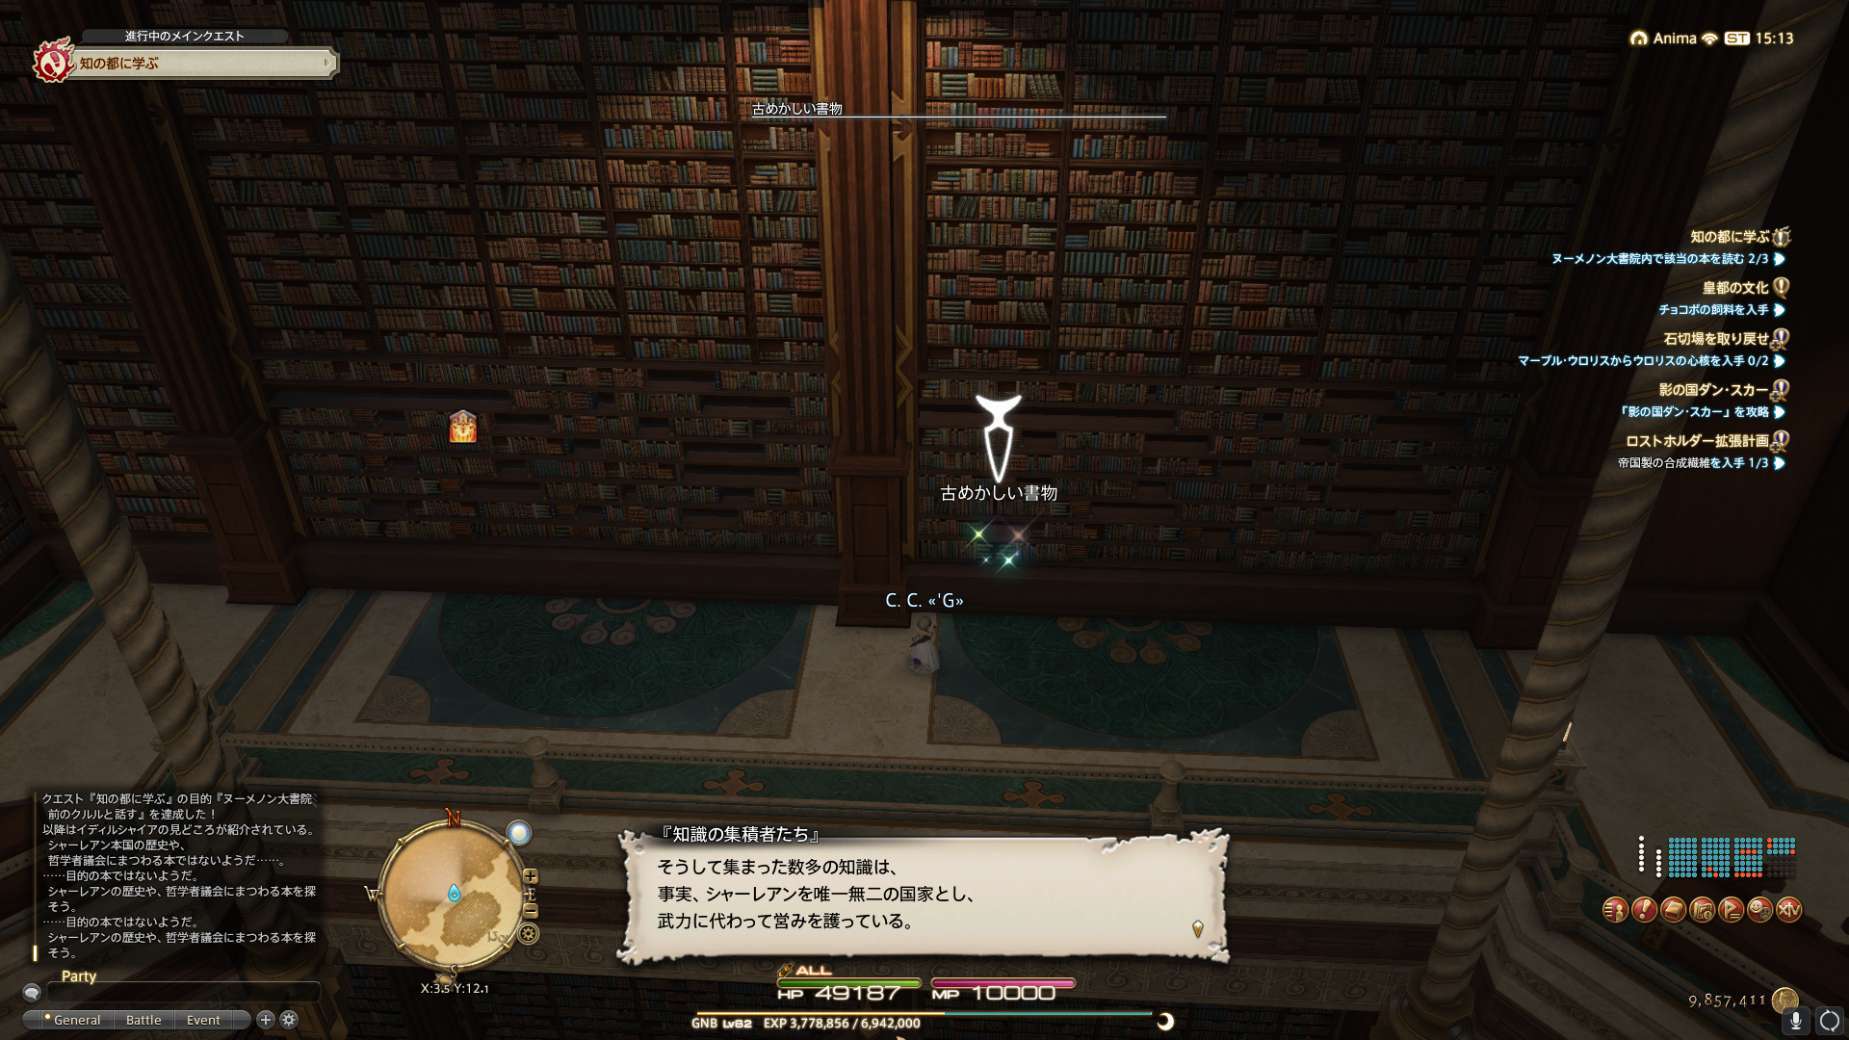 進行中のメインクエスト
知の都に学ぶ
Anima ST 15:13
古めかしい書物
知の都に学ぶ
ヌーメノン大書院内で該当の本を読む 2/3
皇都の文化
チョコボの飼料を入手
石切場を取り戻せ
マーブル・ウロリスからウロリスの心核を入手 0/2
影の国ダン・スカー
「影の国ダン・スカー」を攻略
ロストホルダー拡張計画
帝国製の合成繊維を入手 1/3
古めかしい書物
C. C. «'G»
クエスト『知の都に学ぶ』の目的『ヌーメノン大書院
前のクルルと話す』を達成した！
以降はイディルシャイアの見どころが紹介されている。
シャーレアン本国の歴史や、
哲学者議会にまつわる本ではないようだ……。
……目的の本ではないようだ。
シャーレアンの歴史や、哲学者議会にまつわる本を探
そう。
……目的の本ではないようだ。
シャーレアンの歴史や、哲学者議会にまつわる本を探
そう。
Party
General Battle Event
N
W
E
S
X:3.5 Y:12.1
『知識の集積者たち』
そうして集まった数多の知識は、
事実、シャーレアンを唯一無二の国家とし、
武力に代わって営みを護っている。
ALL
HP 49187 MP 10000
GNB Lv82 EXP 3,778,856 / 6,942,000
XIV
9,857,411